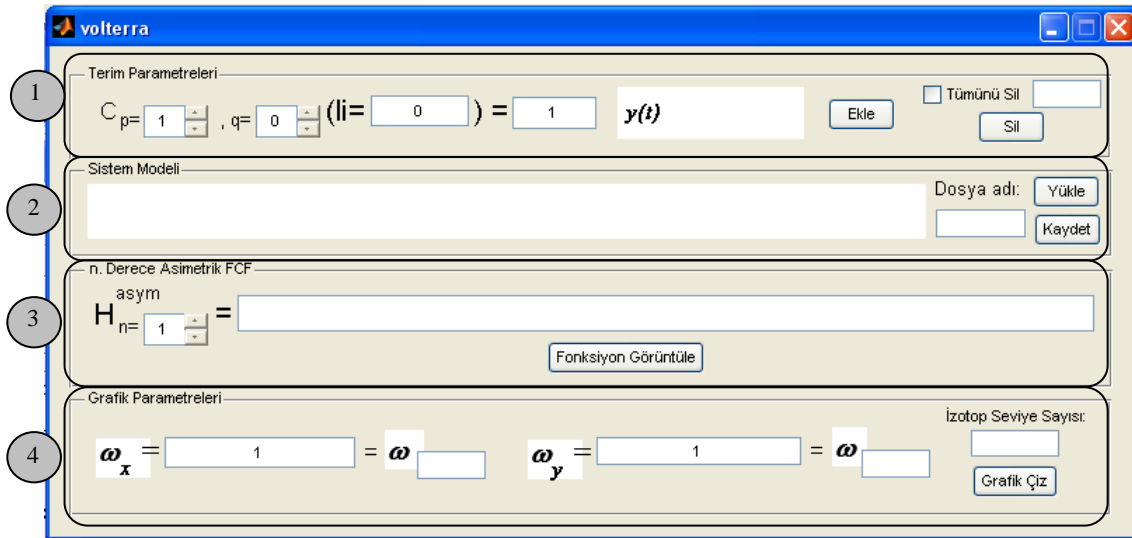 volterra
1
Terim Parametreleri
C p= 1 , q= 0 (li= 0 ) = 1 y(t) Ekle
Tümünü Sil
Sil
2
Sistem Modeli
Dosya adı: Yükle
Kaydet
3
n. Derece Asimetrik FCF
H asym n= 1 =
Fonksiyon Görüntüle
4
Grafik Parametreleri
ω x = 1 = ω
ω y = 1 = ω
İzotop Seviye Sayısı:
Grafik Çiz